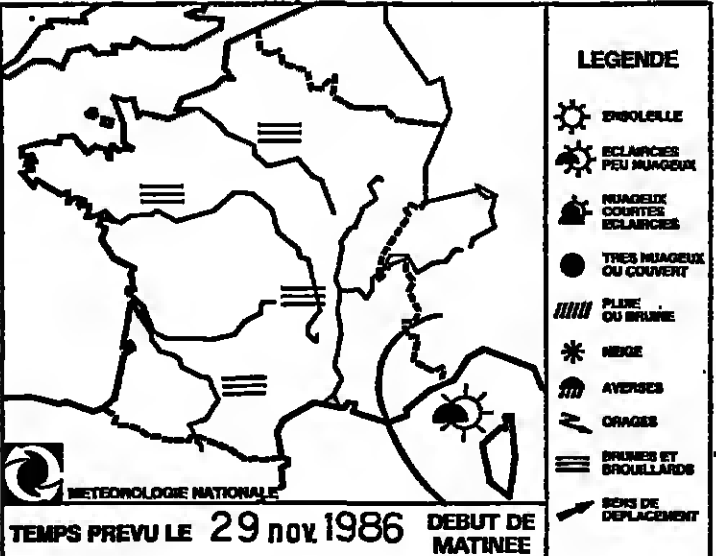 LEGENDE
ENSOLEILLE
ECLAIRCIES
PEU NUAGEUX
NUAGEUX
COURTES
ECLAIRCIES
TRES NUAGEUX
OU COUVERT
PLUIE
OU BRUINE
NEIGE
AVERSES
ORAGES
BRUMES ET
BROUILLARDS
SENS DE
DEPLACEMENT
METEOROLOGIE NATIONALE
TEMPS PREVU LE 29 nov. 1986 DEBUT DE
MATINEE